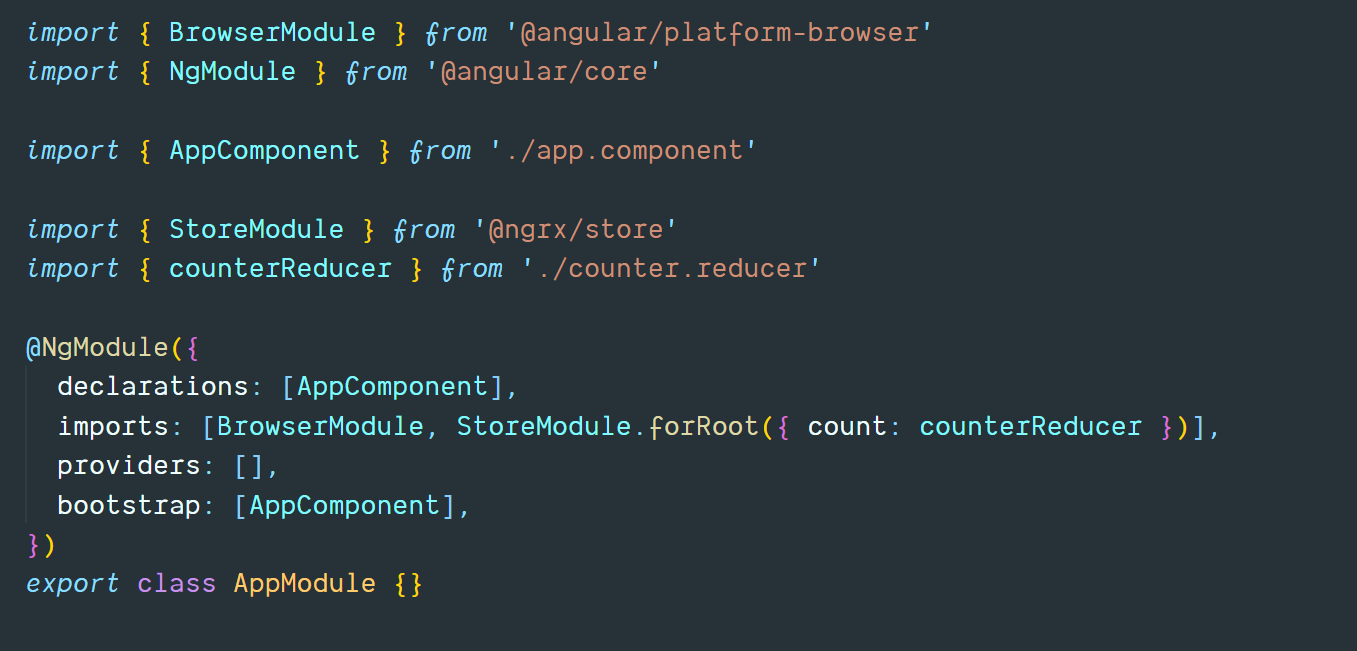 import { BrowserModule } from '@angular/platform-browser'
import { NgModule } from '@angular/core'

import { AppComponent } from './app.component'

import { StoreModule } from '@ngrx/store'
import { counterReducer } from './counter.reducer'

@NgModule({
  declarations: [AppComponent],
  imports: [BrowserModule, StoreModule.forRoot({ count: counterReducer })],
  providers: [],
  bootstrap: [AppComponent],
})
export class AppModule {}